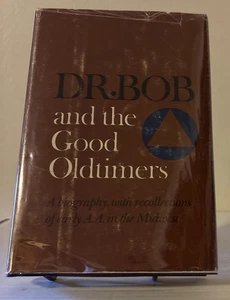 DR. BOB
and the
Good
Oldtimers
A biography, with recollections
of early A.A. in the Midwest